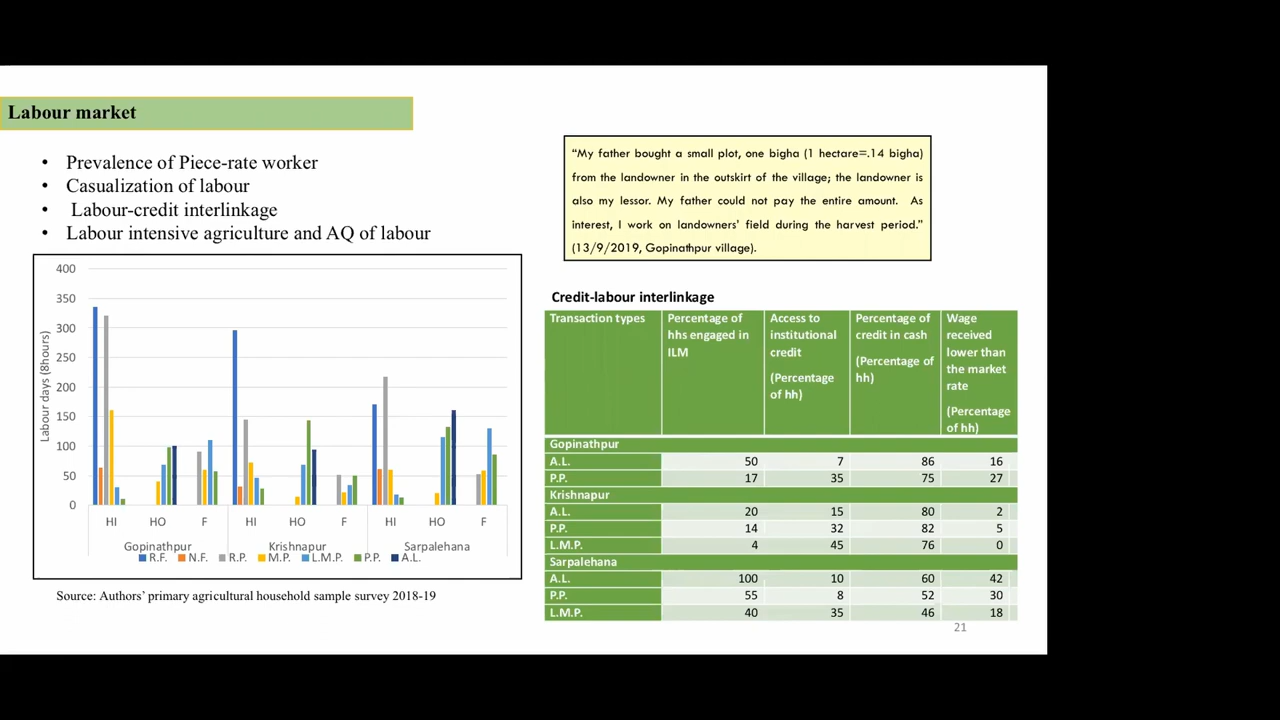 Labour market
• Prevalence of Piece-rate worker
• Casualization of labour
• Labour-credit interlinkage
• Labour intensive agriculture and AQ of labour
“My father bought a small plot, one bigha (1 hectare=.14 bigha)
from the landowner in the outskirt of the village; the landowner is
also my lessor. My father could not pay the entire amount. As
interest, I work on landowners’ field during the harvest period.”
(13/9/2019, Gopinathpur village).
Labour days (8hours)
400
350
300
250
200
150
100
50
0
HI HO F HI HO F HI HO F
Gopinathpur Krishnapur Sarpalehana
R.F. N.F. R.P. M.P. L.M.P. P.P. A.L.
Source: Authors’ primary agricultural household sample survey 2018-19
Credit-labour interlinkage
Transaction types
Percentage of
hhs engaged in
ILM
Access to
institutional
credit
(Percentage
of hh)
Percentage of
credit in cash
(Percentage of
hh)
Wage
received
lower than
the market
rate
(Percentage
of hh)
Gopinathpur
A.L. 50 7 86 16
P.P. 17 35 75 27
Krishnapur
A.L. 20 15 80 2
P.P. 14 32 82 5
L.M.P. 4 45 76 0
Sarpalehana
A.L. 100 10 60 42
P.P. 55 8 52 30
L.M.P. 40 35 46 18
21